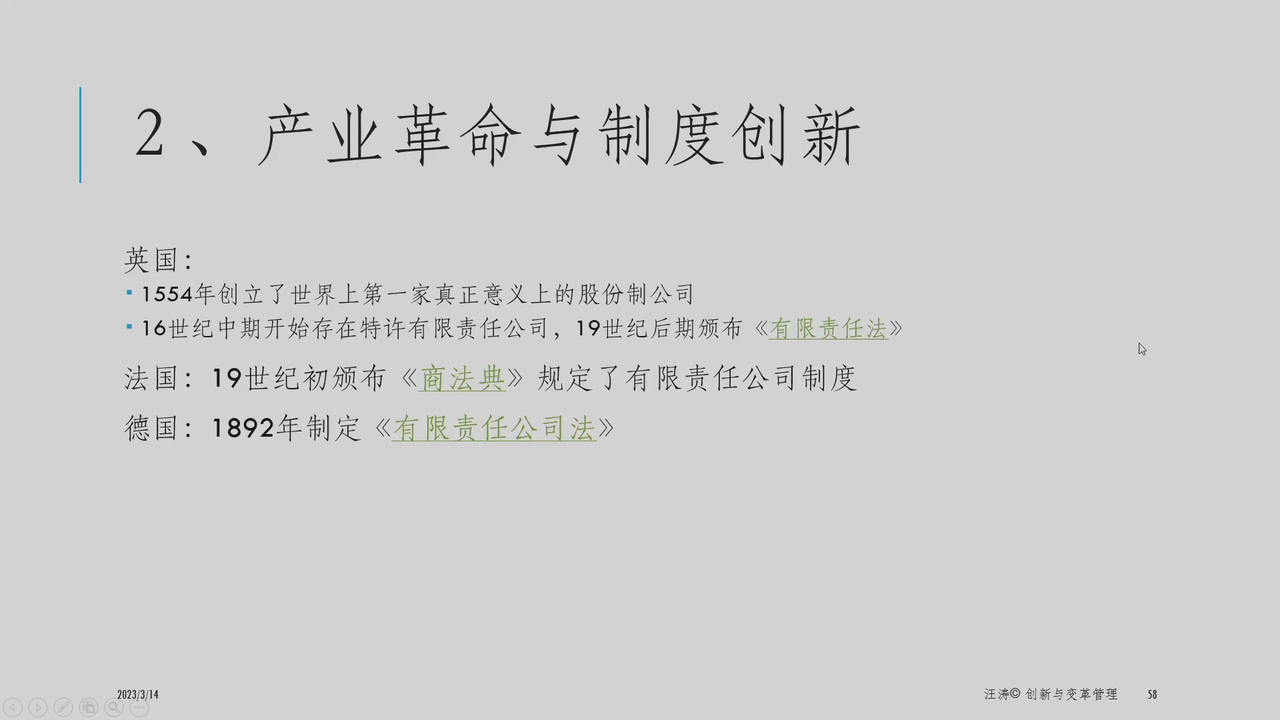 2、产业革命与制度创新
英国：
1554年创立了世界上第一家真正意义上的股份制公司
16世纪中期开始存在特许有限责任公司，19世纪后期颁布《有限责任法》
法国：19世纪初颁布《商法典》规定了有限责任公司制度
德国：1892年制定《有限责任公司法》
2023/3/14
汪涛© 创新与变革管理
58